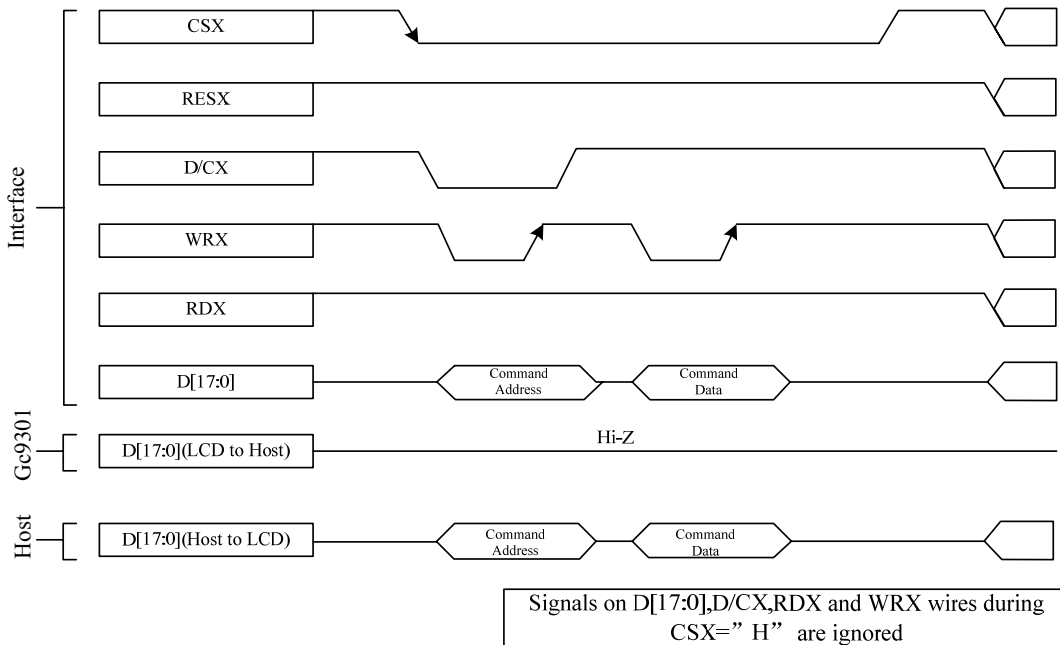 Interface
CSX
RESX
D/CX
WRX
RDX
D[17:0]
Command
Address
Command
Data
Gc9301
D[17:0](LCD to Host)
Hi-Z
Host
D[17:0](Host to LCD)
Command
Address
Command
Data
Signals on D[17:0],D/CX,RDX and WRX wires during
CSX=”H” are ignored